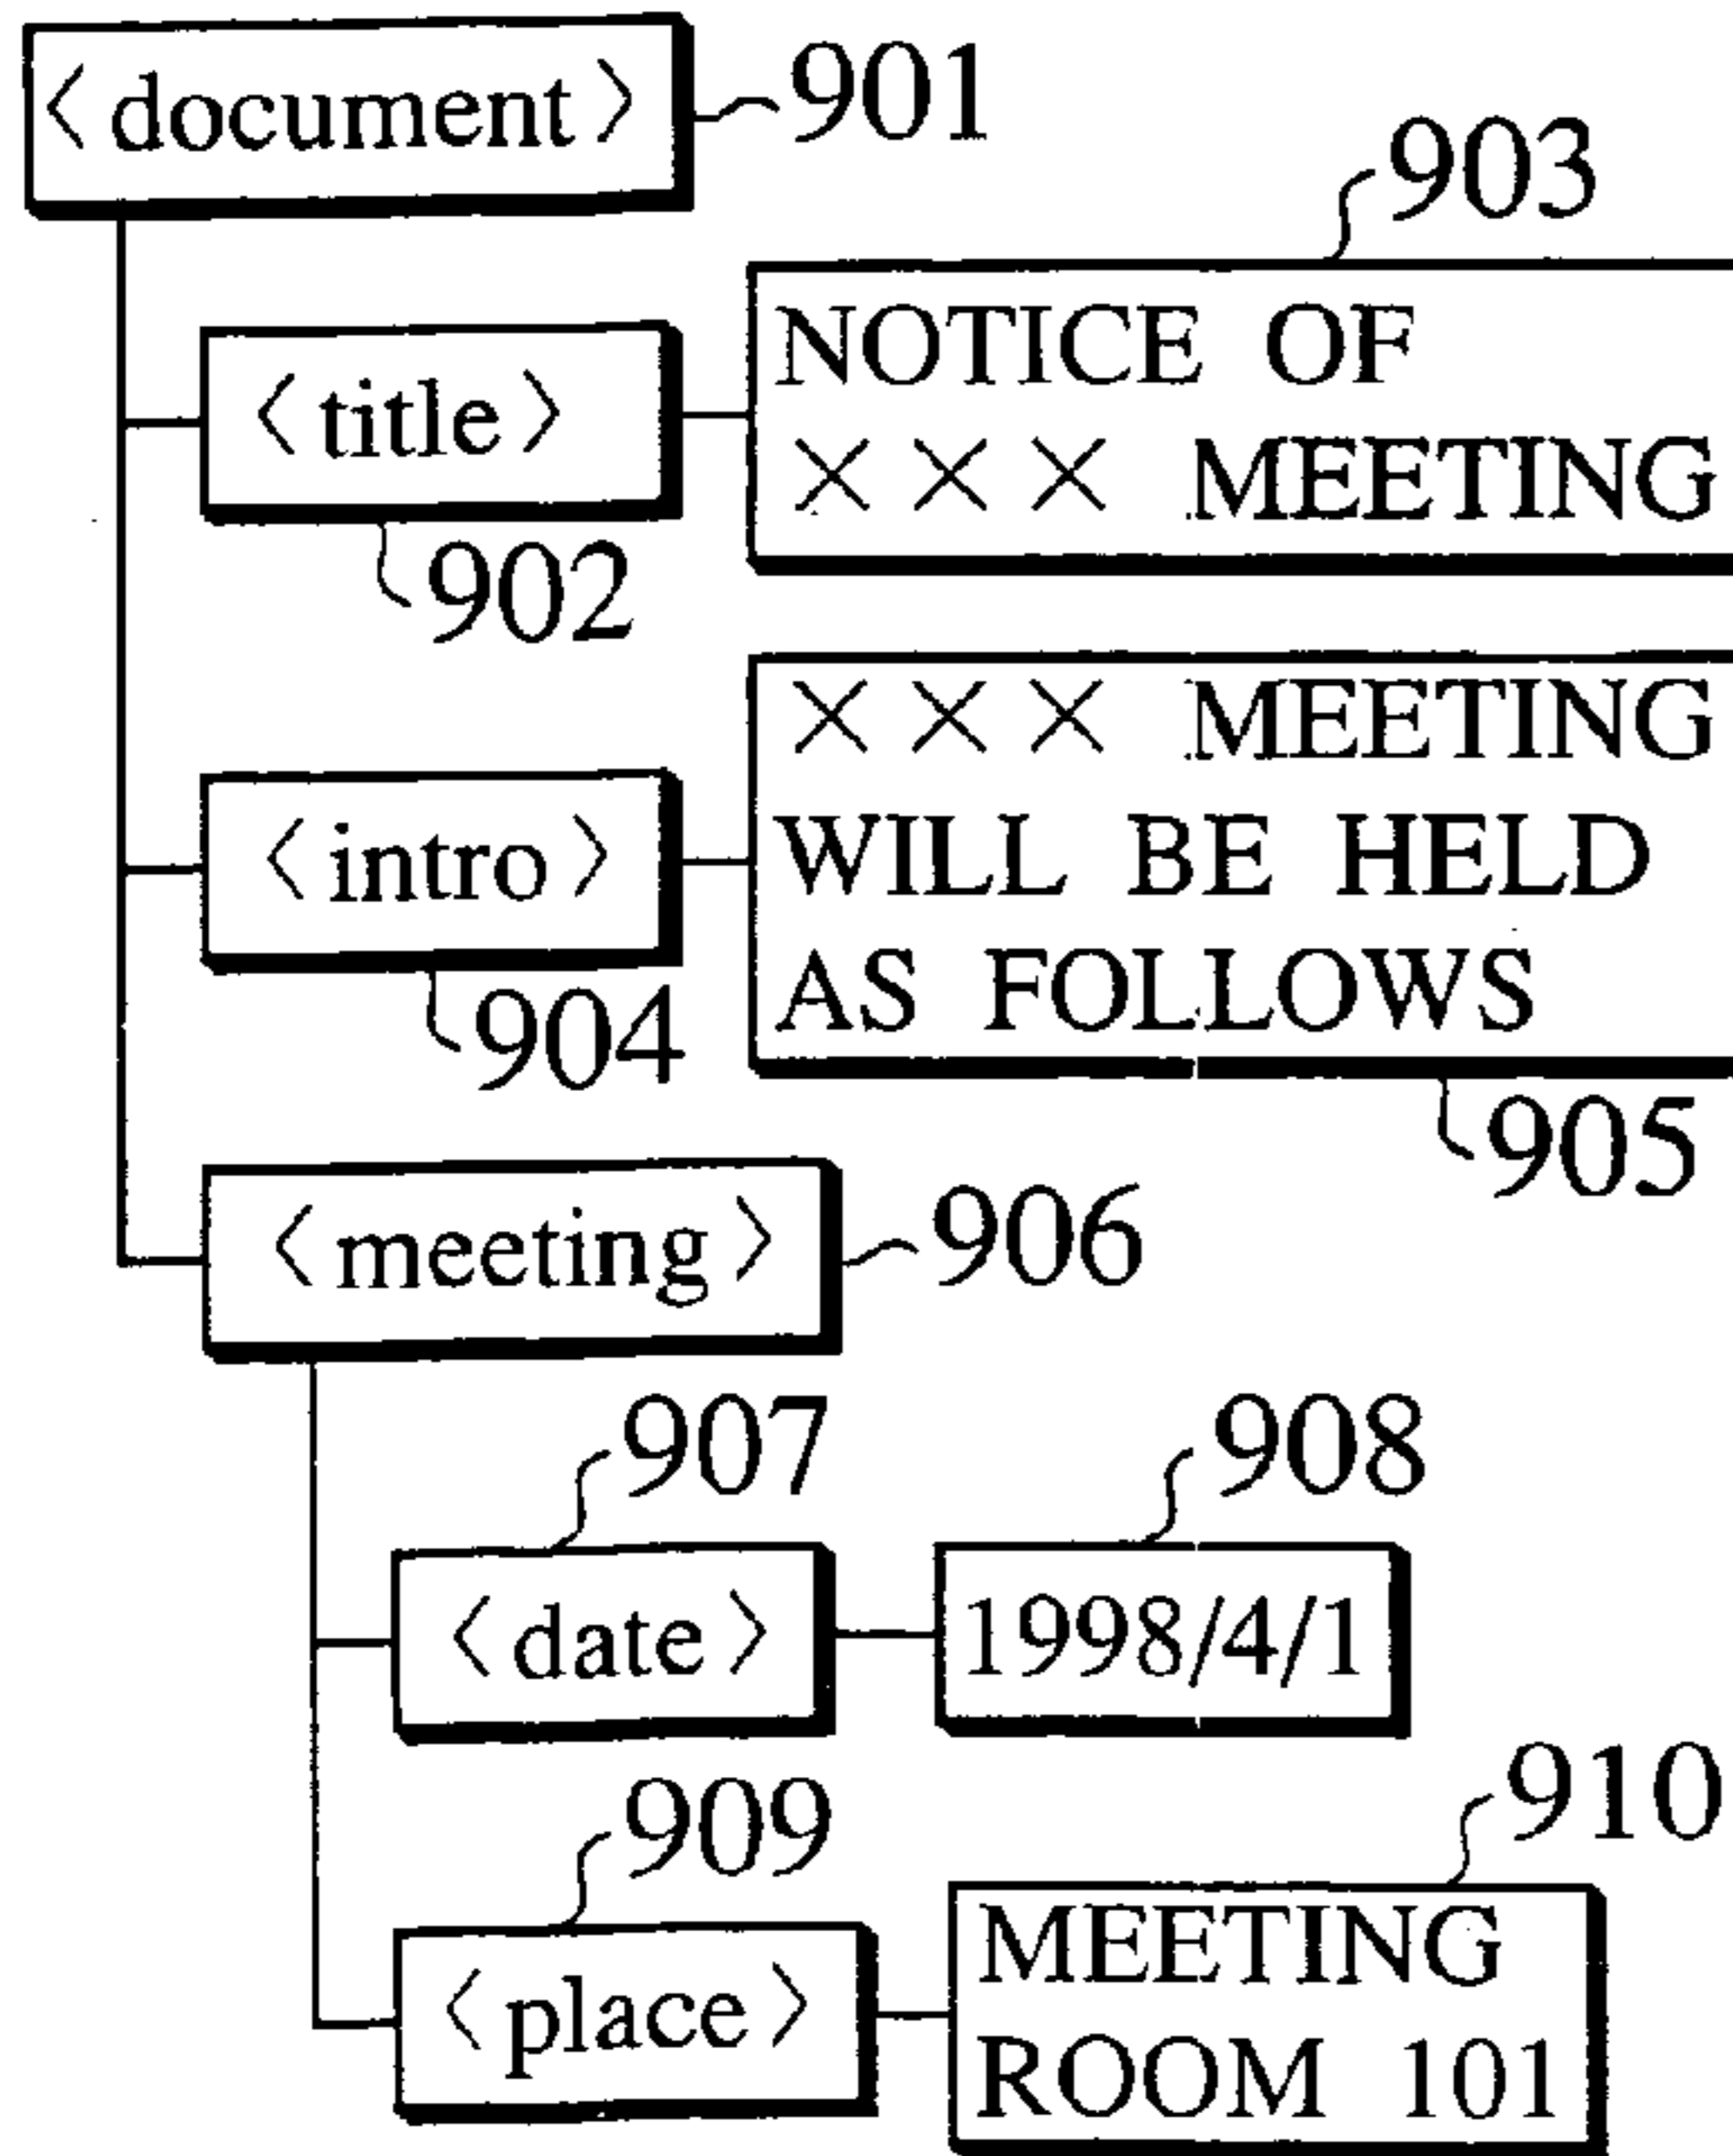 〈document〉 901
903
NOTICE OF
〈title〉
××× MEETING
902
××× MEETING
〈intro〉 WILL BE HELD
AS FOLLOWS
904
905
〈meeting〉 906
907 908
〈date〉 1998/4/1
909 910
〈place〉 MEETING
ROOM 101